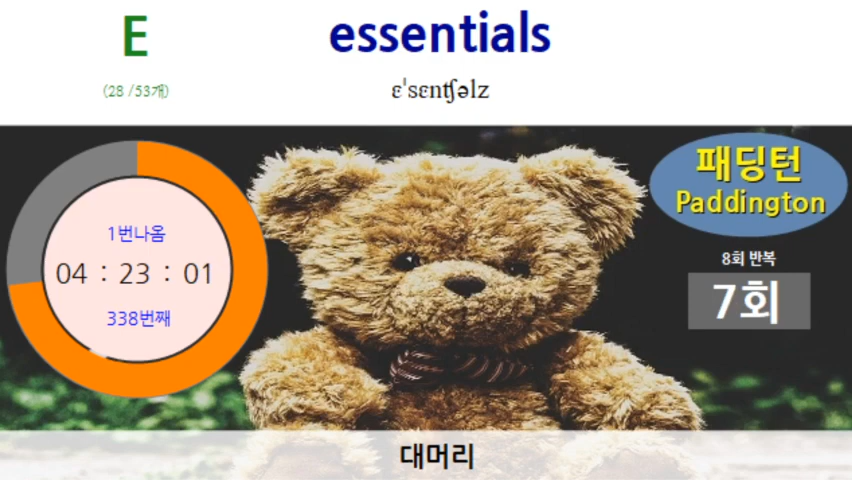 E
essentials
(28 /53개)
ɛˈsɛnʧəlz
패딩턴
Paddington
1번나옴
04 : 23 : 01
338번째
8회 반복
7회
대머리